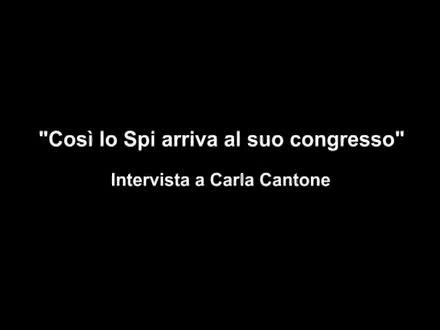 "Così lo Spi arriva al suo congresso"
Intervista a Carla Cantone